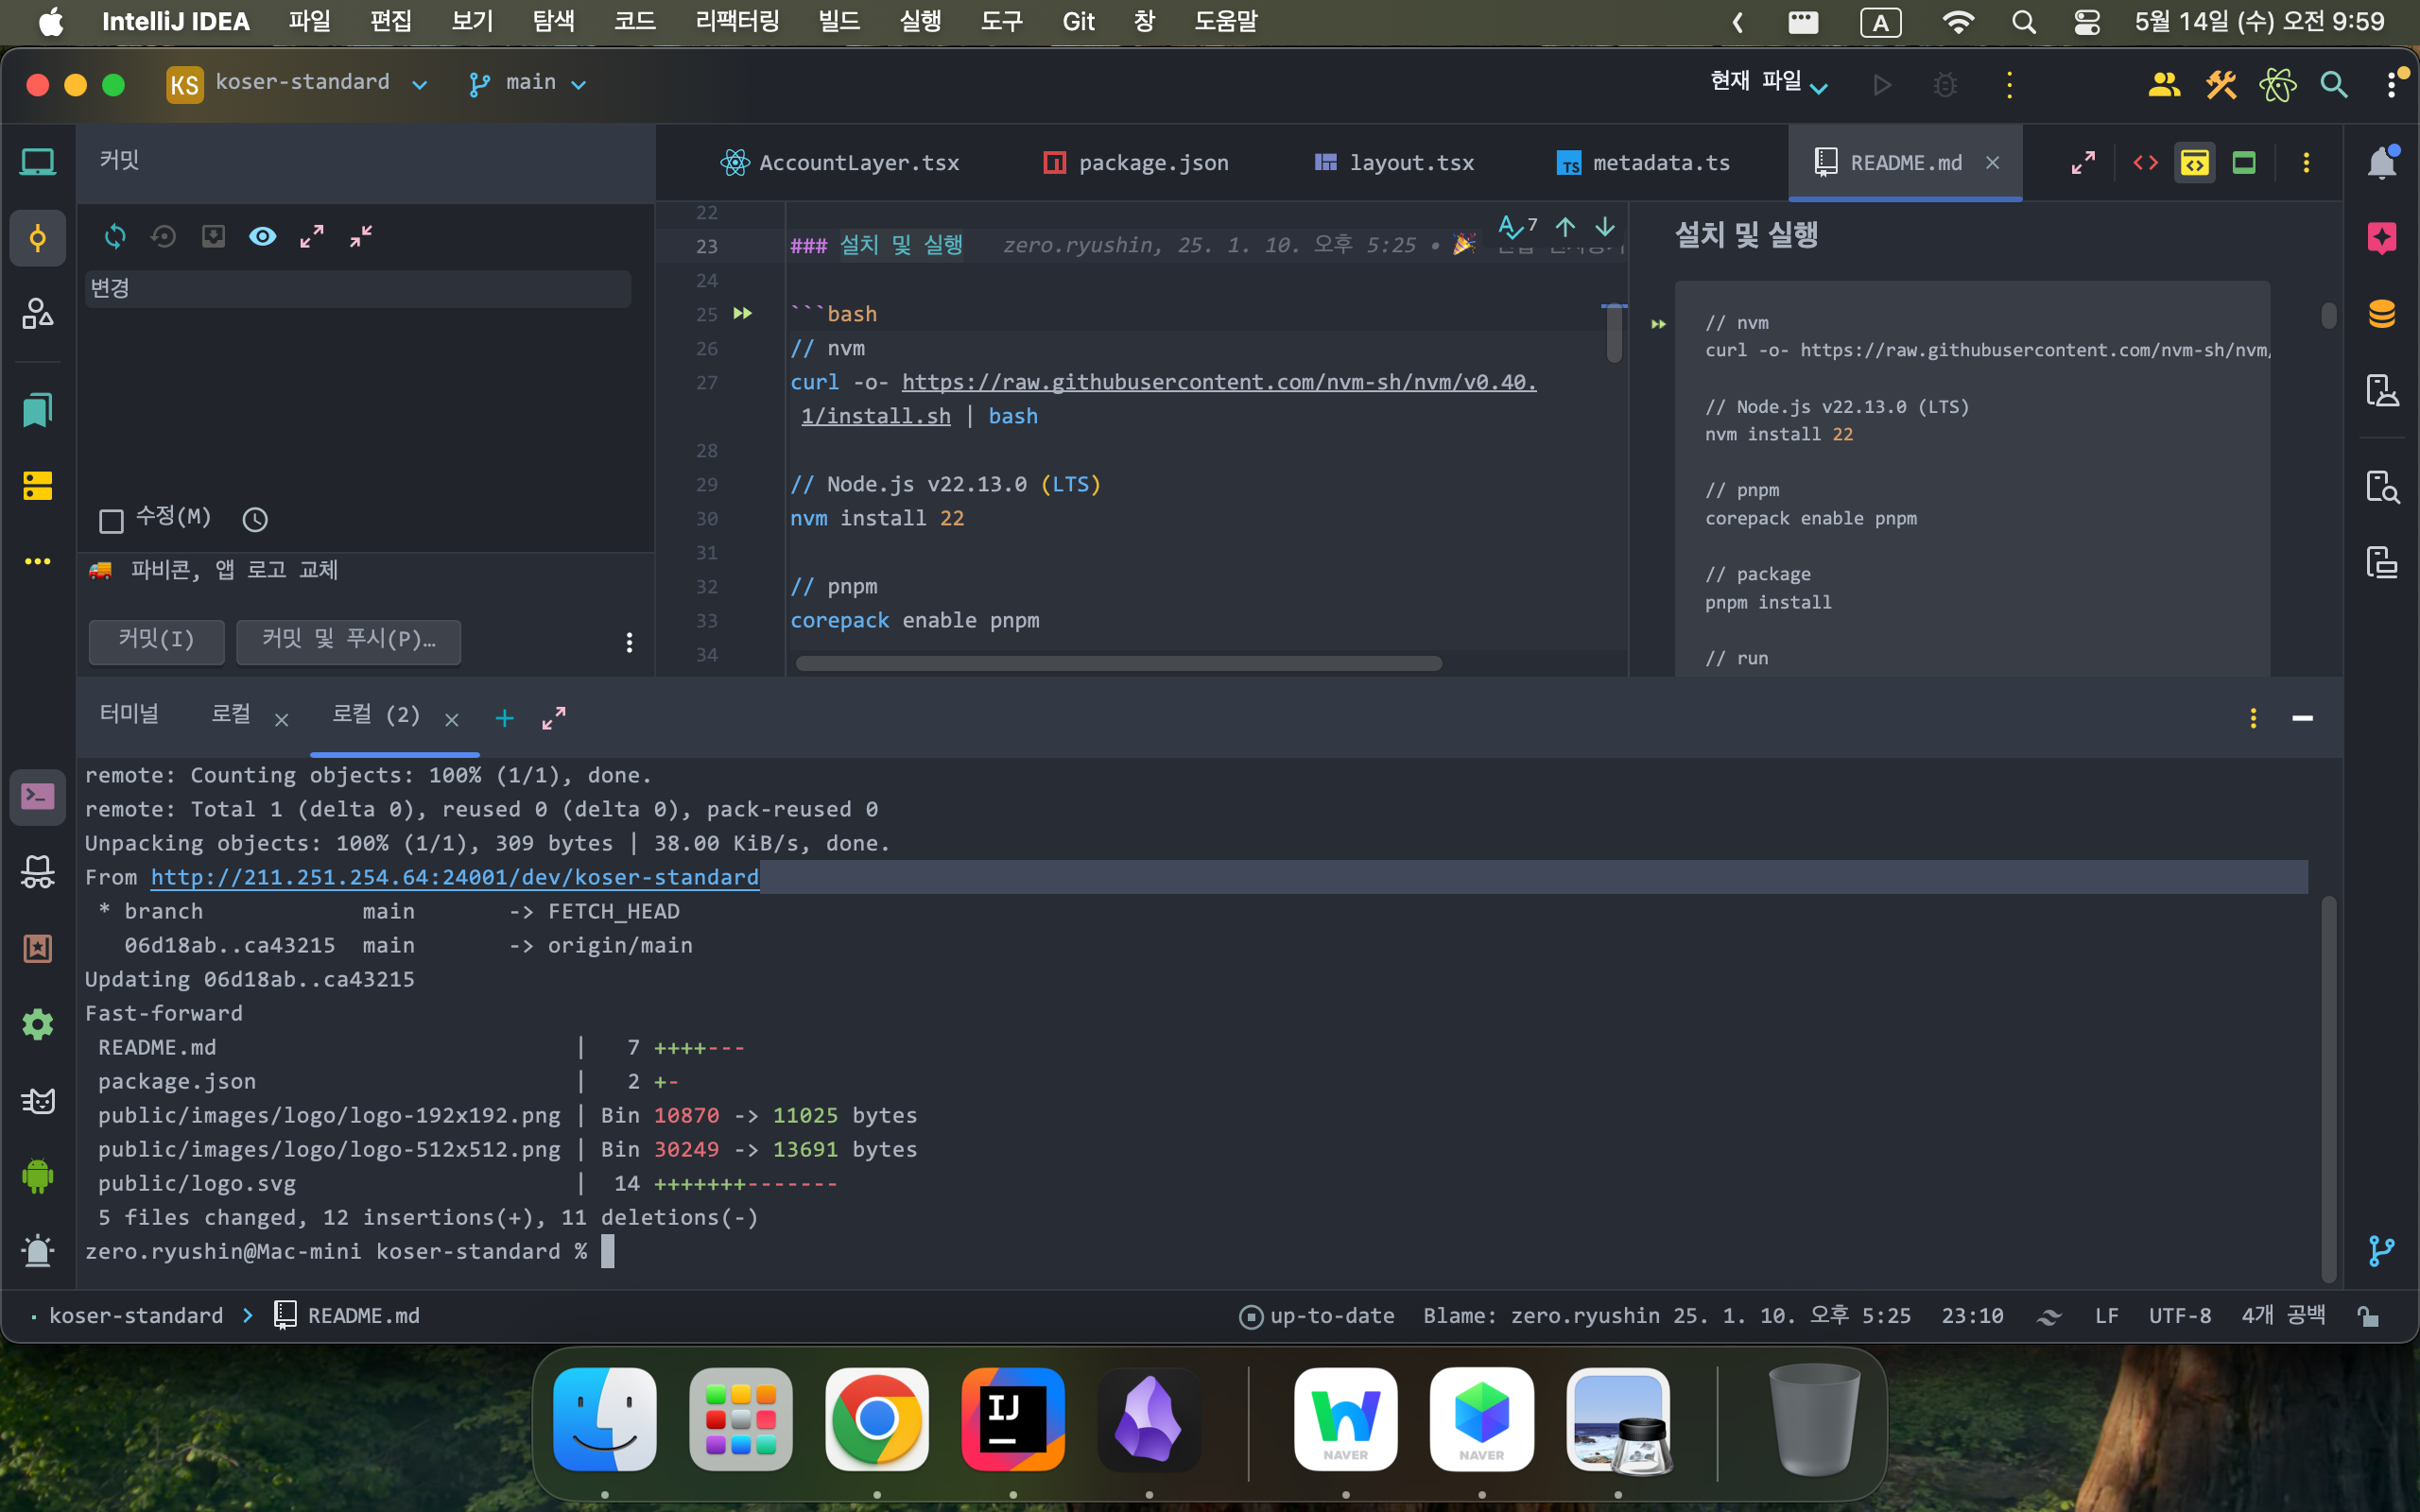 IntelliJ IDEA 파일 편집 보기 탐색 코드 리팩터링 빌드 실행 도구 Git 창 도움말 A 5월 14일 (수) 오전 9:59
KS koser-standard main 현재 파일
커밋
AccountLayer.tsx package.json layout.tsx TS metadata.ts README.md
변경
수정(M)
🚚 파비콘, 앱 로고 교체
커밋(I) 커밋 및 푸시(P)…
22
23 ### 설치 및 실행 zero.ryushin, 25. 1. 10. 오후 5:25 • 🎉 7
24
25 ```bash
26 // nvm
27 curl -o- https://raw.githubusercontent.com/nvm-sh/nvm/v0.40.
1/install.sh | bash
28
29 // Node.js v22.13.0 (LTS)
30 nvm install 22
31
32 // pnpm
33 corepack enable pnpm
34
설치 및 실행
// nvm
curl -o- https://raw.githubusercontent.com/nvm-sh/nvm/
// Node.js v22.13.0 (LTS)
nvm install 22
// pnpm
corepack enable pnpm
// package
pnpm install
// run
터미널 로컬 로컬 (2)
remote: Counting objects: 100% (1/1), done.
remote: Total 1 (delta 0), reused 0 (delta 0), pack-reused 0
Unpacking objects: 100% (1/1), 309 bytes | 38.00 KiB/s, done.
From http://211.251.254.64:24001/dev/koser-standard
* branch main -> FETCH_HEAD
06d18ab..ca43215 main -> origin/main
Updating 06d18ab..ca43215
Fast-forward
README.md | 7 ++++---
package.json | 2 +-
public/images/logo/logo-192x192.png | Bin 10870 -> 11025 bytes
public/images/logo/logo-512x512.png | Bin 30249 -> 13691 bytes
public/logo.svg | 14 +++++++-------
5 files changed, 12 insertions(+), 11 deletions(-)
zero.ryushin@Mac-mini koser-standard %
koser-standard README.md up-to-date Blame: zero.ryushin 25. 1. 10. 오후 5:25 23:10 LF UTF-8 4개 공백
IJ
NAVER
NAVER